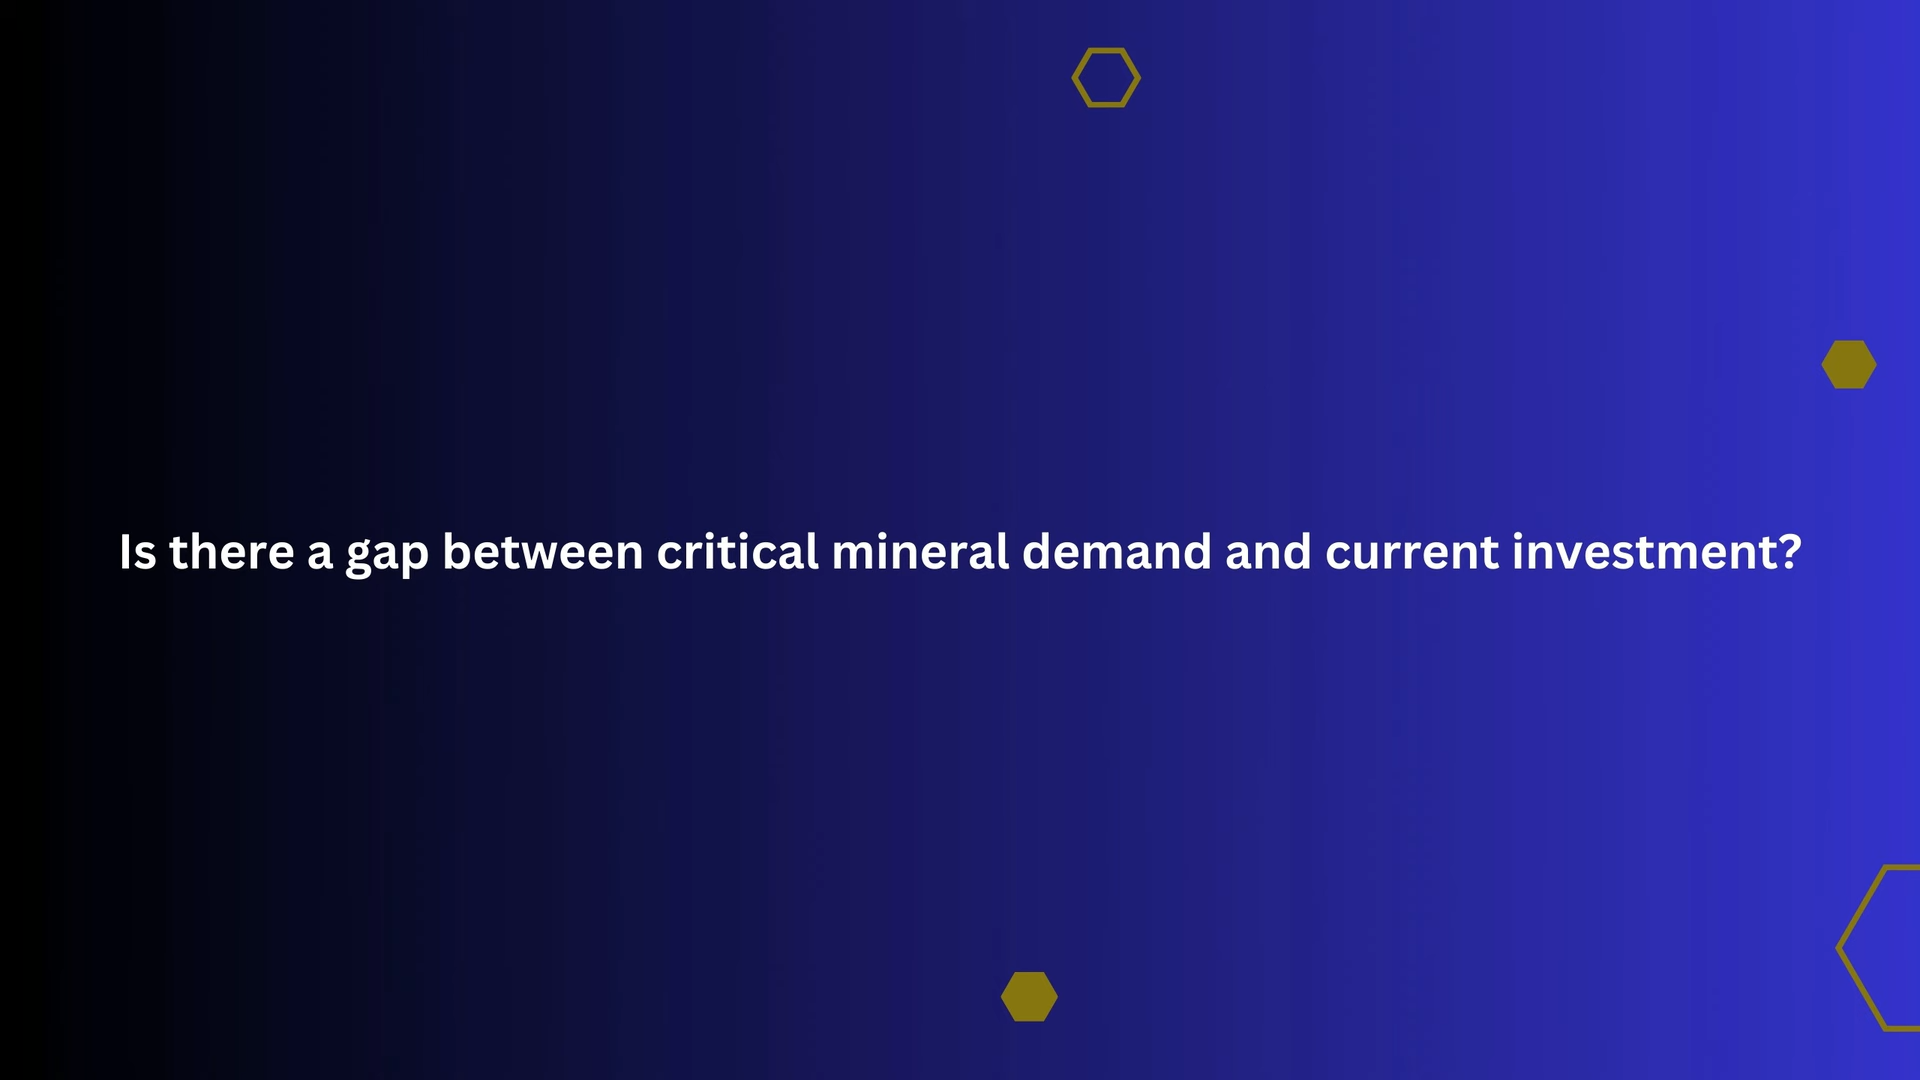 Is there a gap between critical mineral demand and current investment?